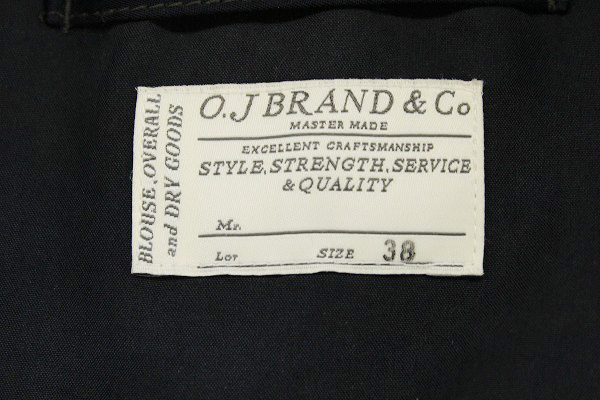 BLOUSE, OVERALL
and DRY GOODS
O.J BRAND & Co
MASTER MADE
EXCELLENT CRAFTSMANSHIP
STYLE, STRENGTH, SERVICE
& QUALITY
Mr.
Lot SIZE 38